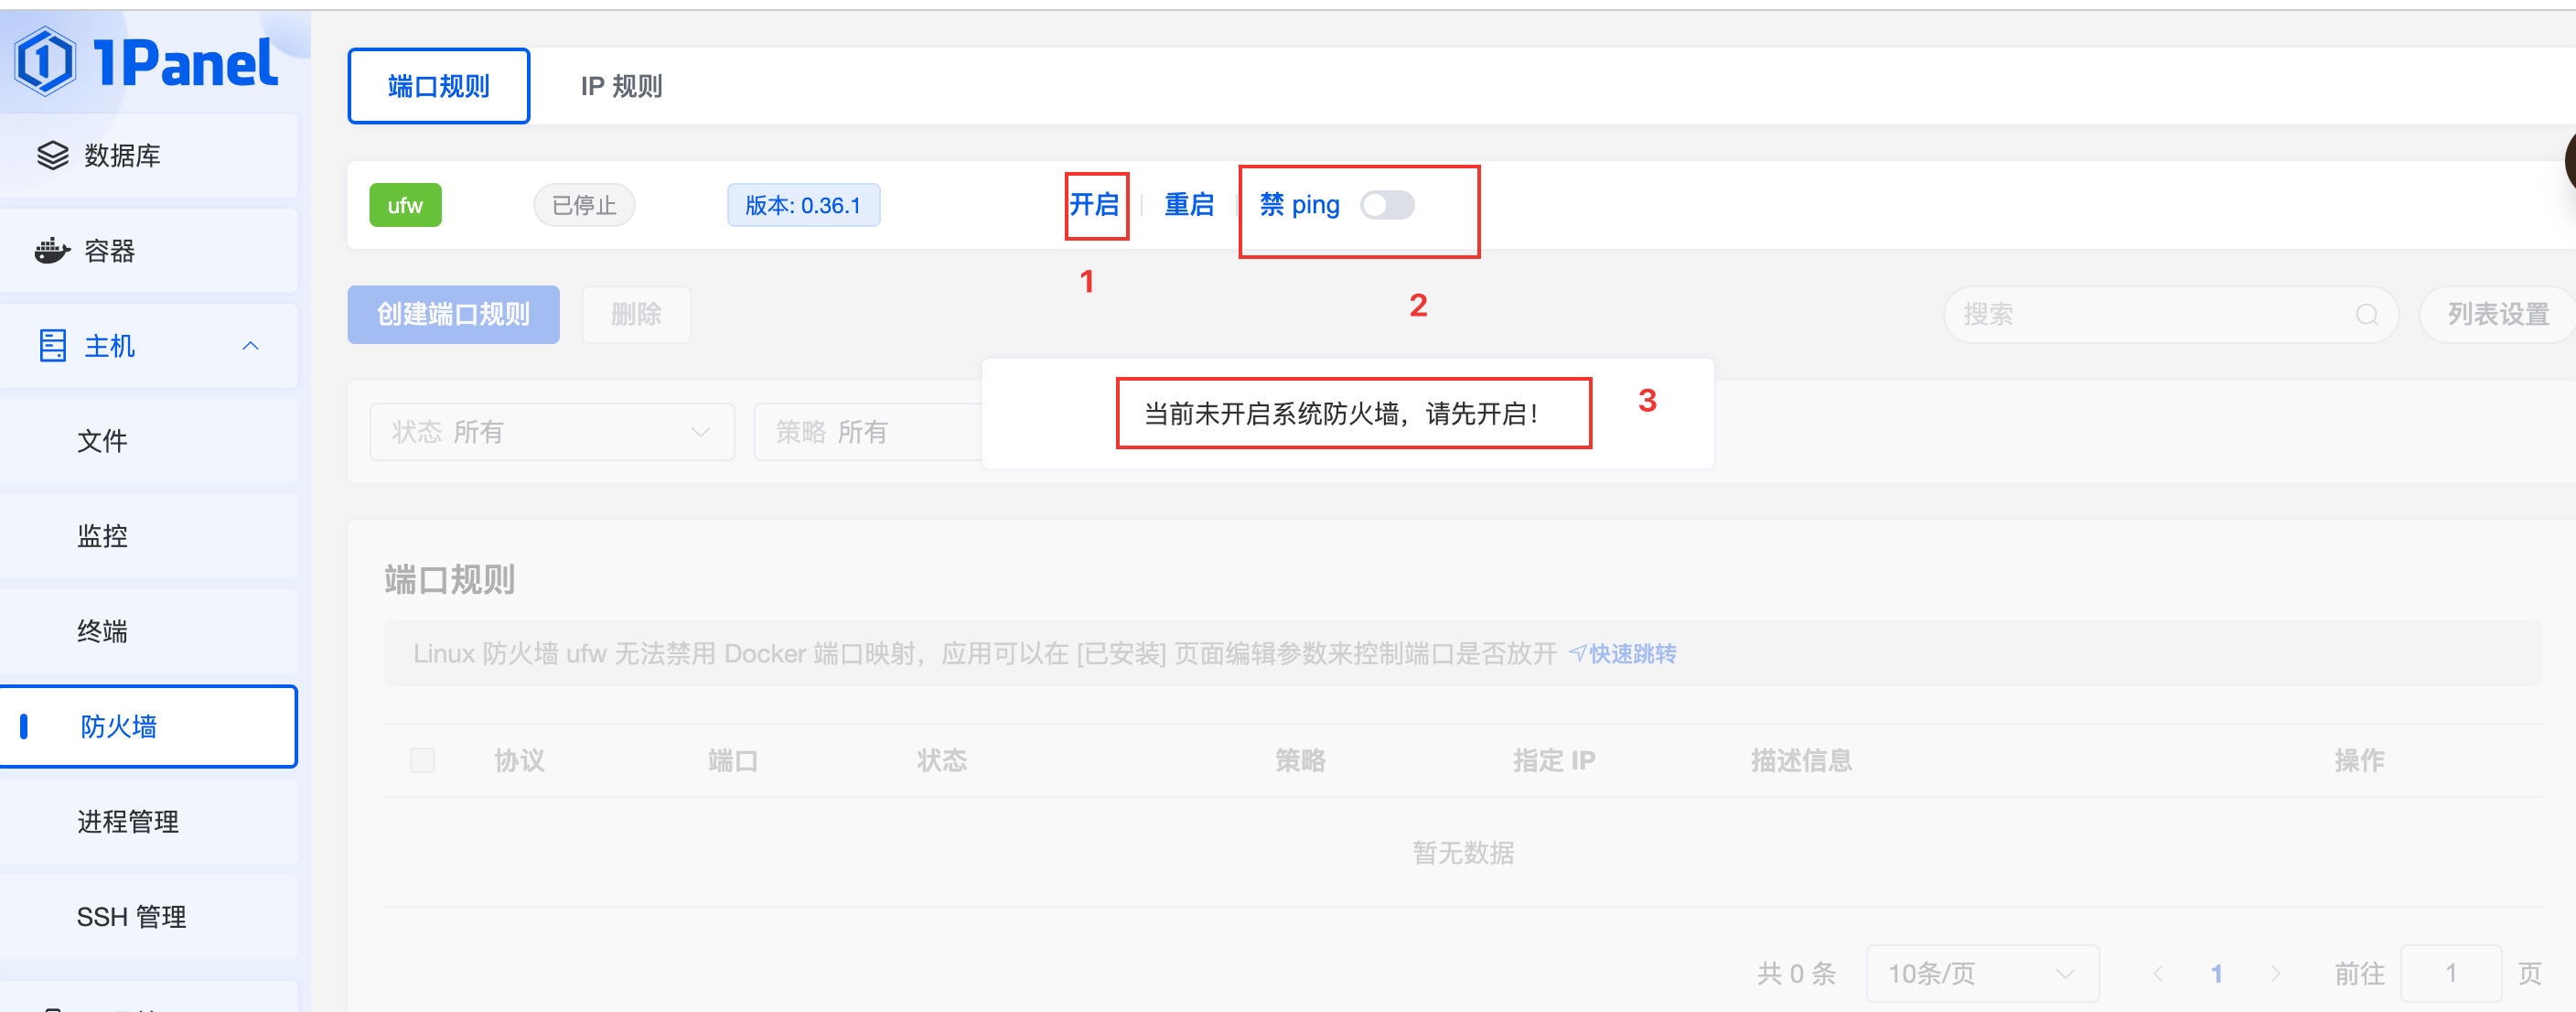 1Panel
数据库
容器
主机
文件
监控
终端
防火墙
进程管理
SSH 管理
端口规则
IP 规则
ufw
已停止
版本: 0.36.1
开启
重启
禁 ping
1
2
创建端口规则
删除
搜索
列表设置
状态 所有
策略 所有
当前未开启系统防火墙，请先开启！
3
端口规则
Linux 防火墙 ufw 无法禁用 Docker 端口映射，应用可以在 [已安装] 页面编辑参数来控制端口是否放开 快速跳转
协议 端口 状态 策略 指定 IP 描述信息 操作
暂无数据
共 0 条 10条/页 1 前往 1 页